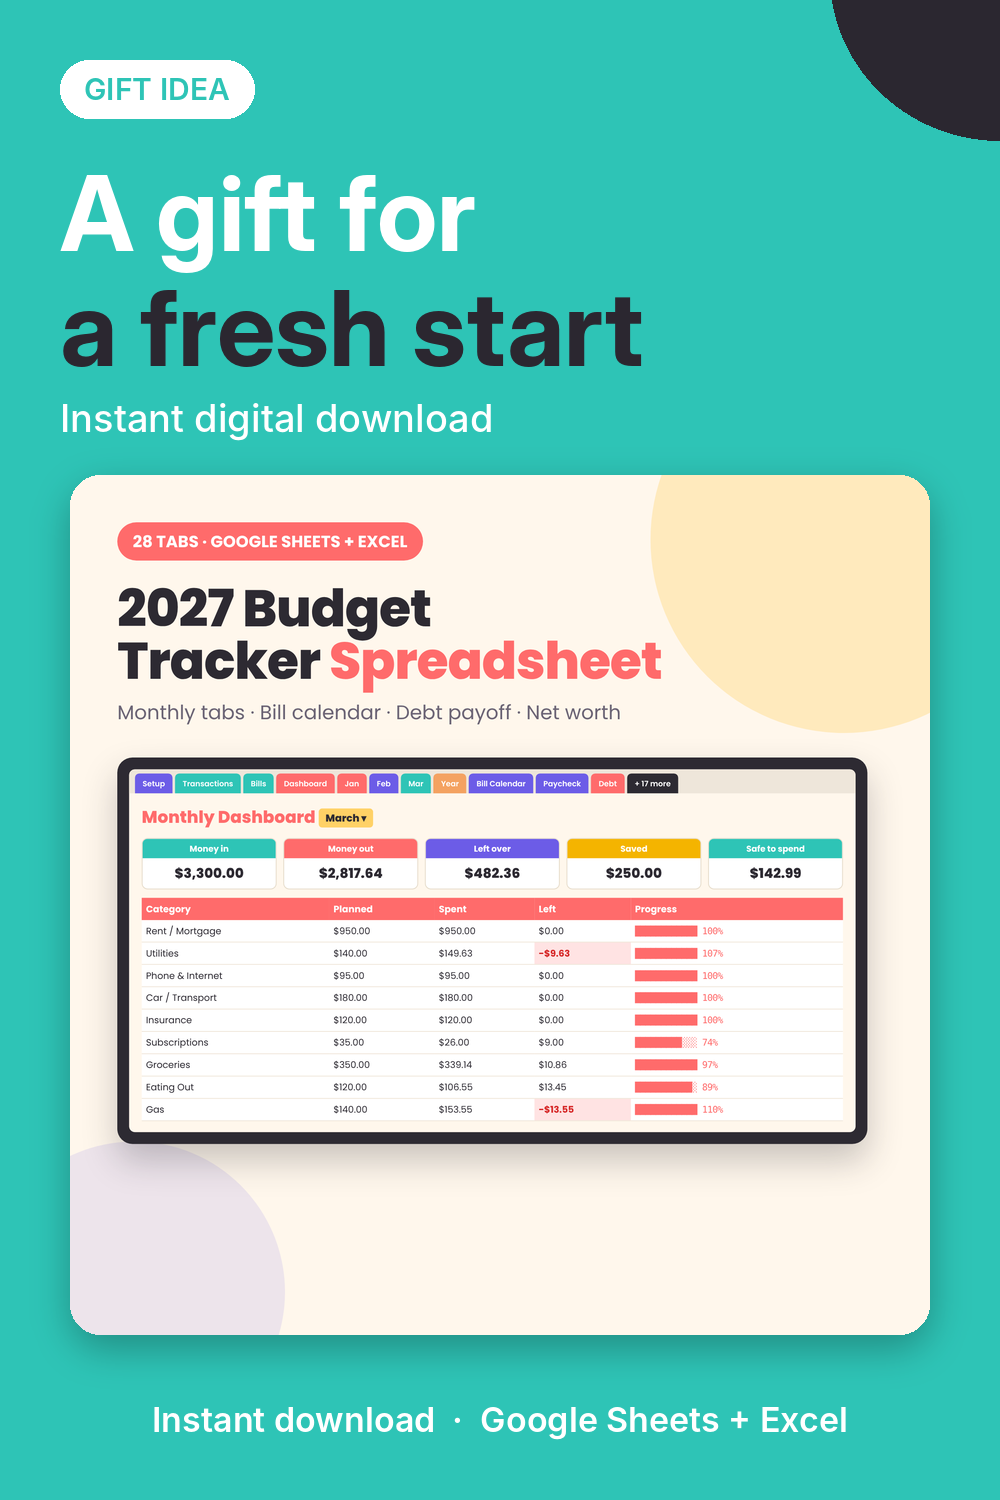 GIFT IDEA
A gift for
a fresh start
Instant digital download
28 TABS · GOOGLE SHEETS + EXCEL
2027 Budget
Tracker Spreadsheet
Monthly tabs · Bill calendar · Debt payoff · Net worth
Setup Transactions Bills Dashboard Jan Feb Mar Year Bill Calendar Paycheck Debt + 17 more
Monthly Dashboard March ▾
Money in Money out Left over Saved Safe to spend
$3,300.00 $2,817.64 $482.36 $250.00 $142.99
Category Planned Spent Left Progress
Rent / Mortgage $950.00 $950.00 $0.00 100%
Utilities $140.00 $149.63 -$9.63 107%
Phone & Internet $95.00 $95.00 $0.00 100%
Car / Transport $180.00 $180.00 $0.00 100%
Insurance $120.00 $120.00 $0.00 100%
Subscriptions $35.00 $26.00 $9.00 74%
Groceries $350.00 $339.14 $10.86 97%
Eating Out $120.00 $106.55 $13.45 89%
Gas $140.00 $153.55 -$13.55 110%
Instant download · Google Sheets + Excel